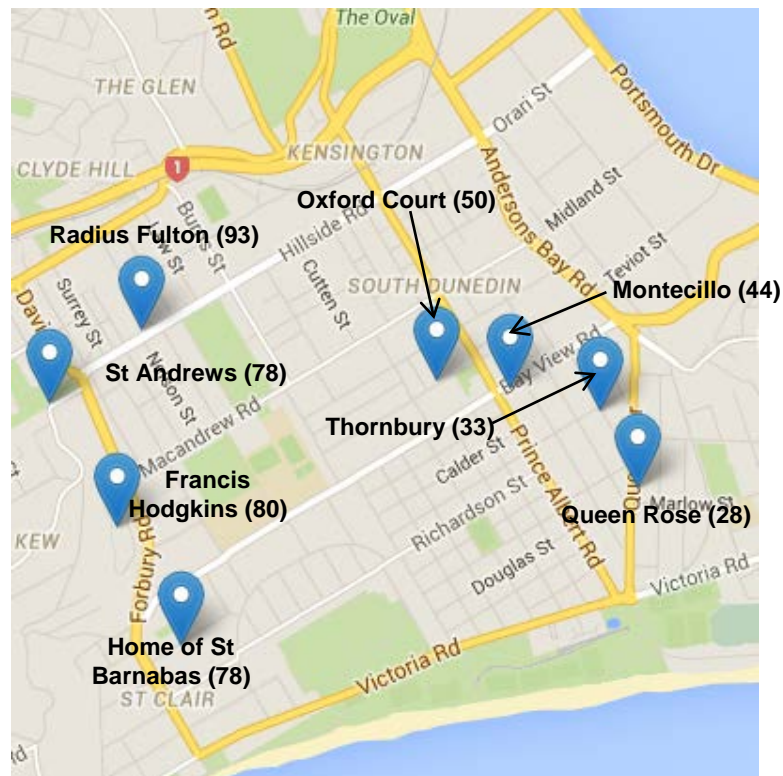 The Oval
n Rd
THE GLEN
Portsmouth Dr
Orari St
KENSINGTON
CLYDE HILL
1
Andersons Bay Rd
Midland St
Oxford Court (50)
Burns St
Hillside Rd
Law St
Radius Fulton (93)
Teviot St
Surrey St
Cutten St
SOUTH DUNEDIN
Montecillo (44)
Davi
Bay View Rd
St Andrews (78)
Nelson St
Macandrew Rd
Thornbury (33)
Calder St
Prince Albert Rd
Francis
Hodgkins (80)
Richardson St
Que
r
Marlow St
Queen Rose (28)
KEW
Forbury Rd
Douglas St
Victoria Rd
Home of St
Barnabas (78)
Victoria Rd
ST CLAIR
Rd